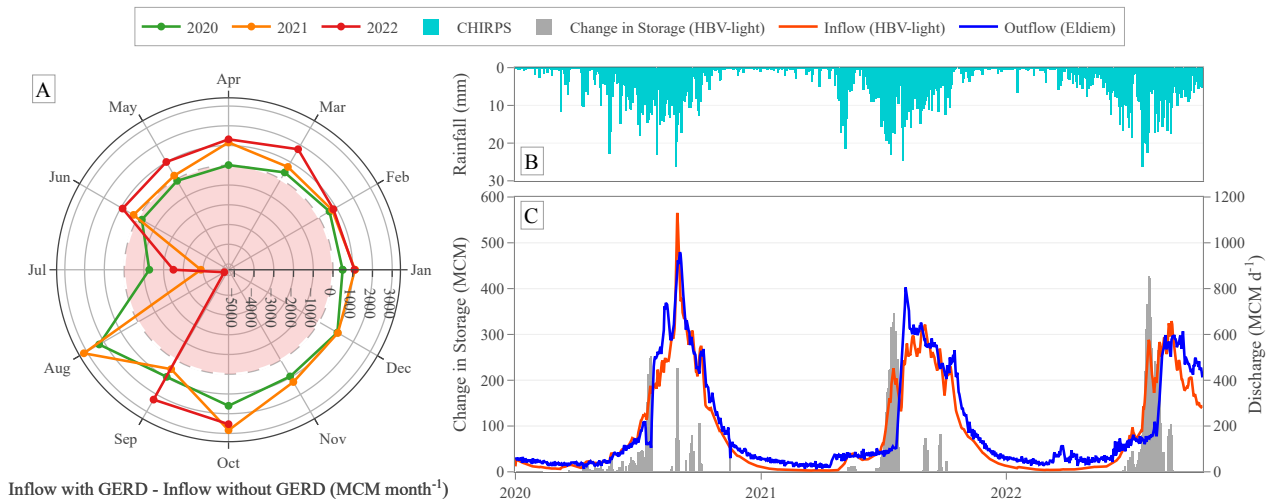 2020 2021 2022 CHIRPS Change in Storage (HBV-light) Inflow (HBV-light) Outflow (Eldiem)
A
Apr
May Mar
Jun Feb
Jul Jan
Aug Dec
Sep Nov
Oct
-5000 -4000 -3000 -2000 -1000 0 1000 2000 3000
Inflow with GERD - Inflow without GERD (MCM month⁻¹)
B
Rainfall (mm)
0
10
20
30
C
Change in Storage (MCM)
600
500
400
300
200
100
0
Discharge (MCM d⁻¹)
1200
1000
800
600
400
200
0
2020 2021 2022